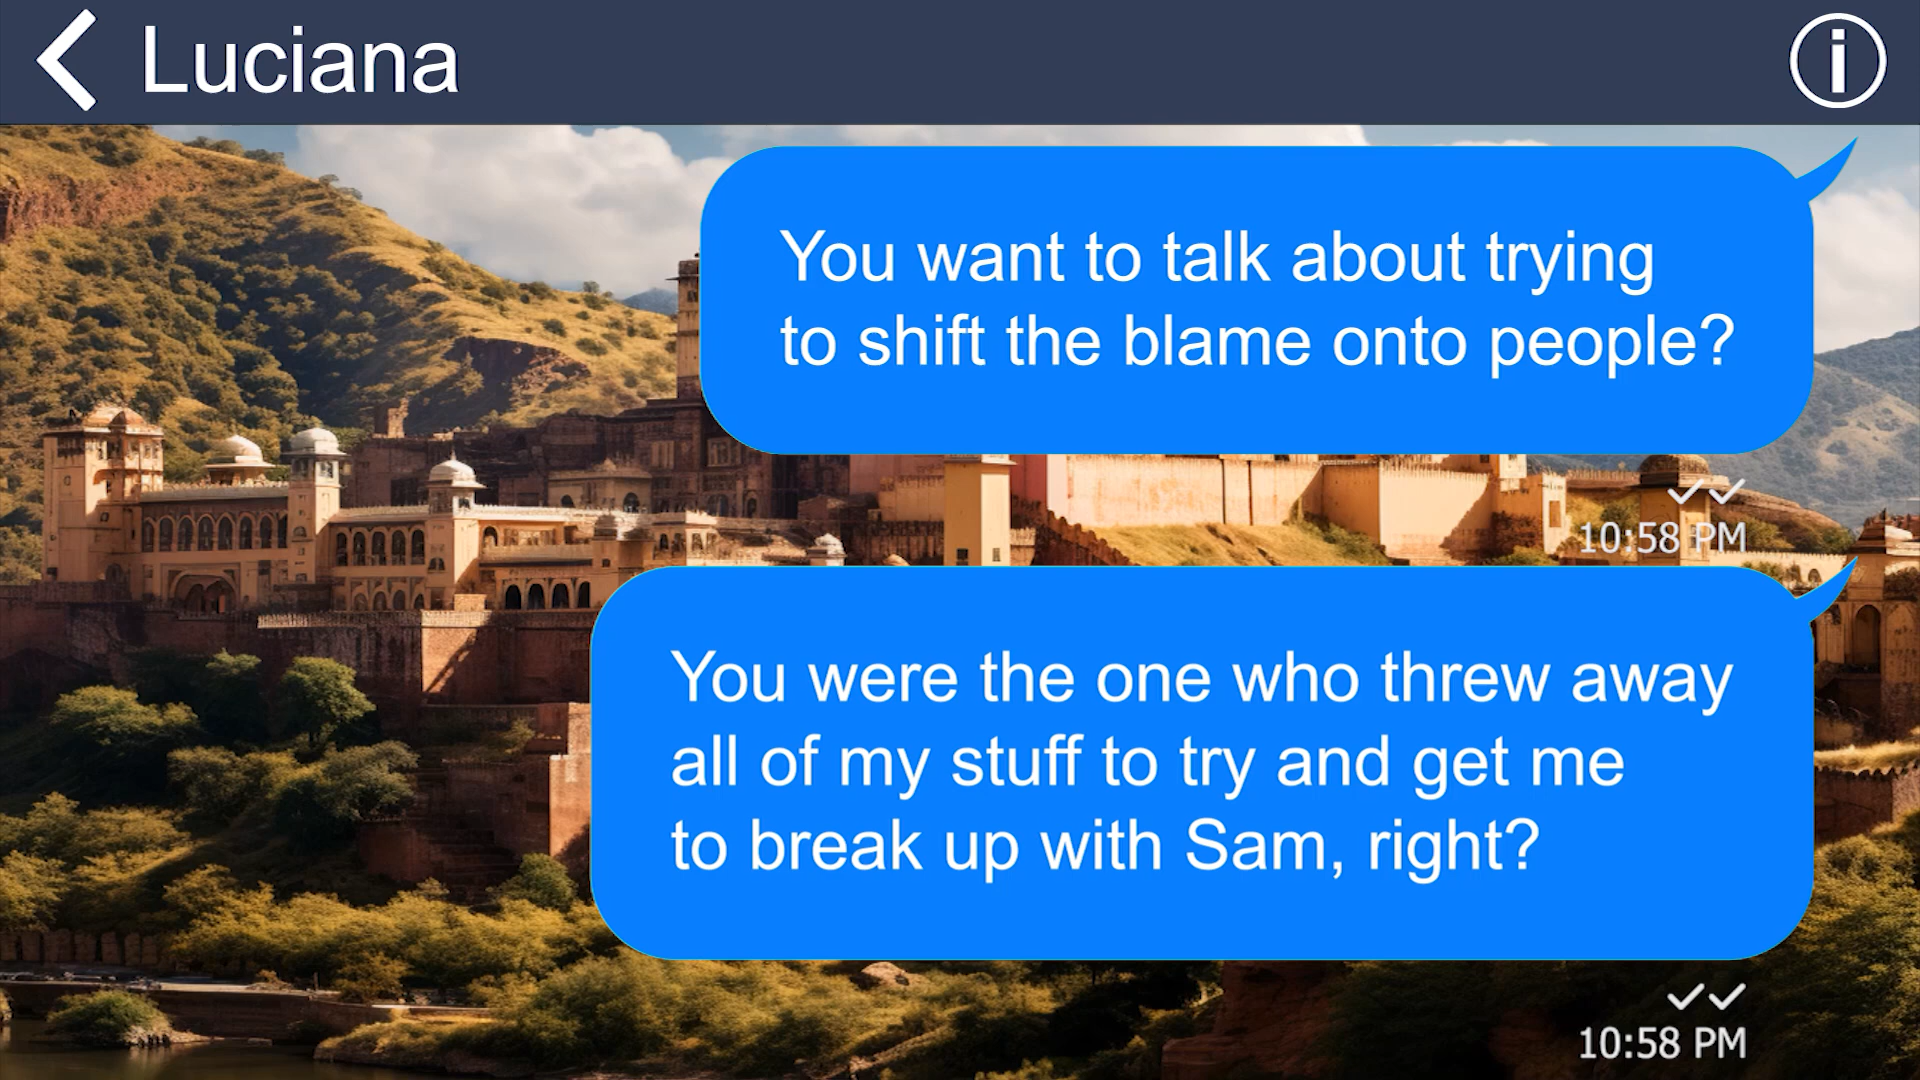 Luciana
You want to talk about trying
to shift the blame onto people?
10:58 PM
You were the one who threw away
all of my stuff to try and get me
to break up with Sam, right?
10:58 PM